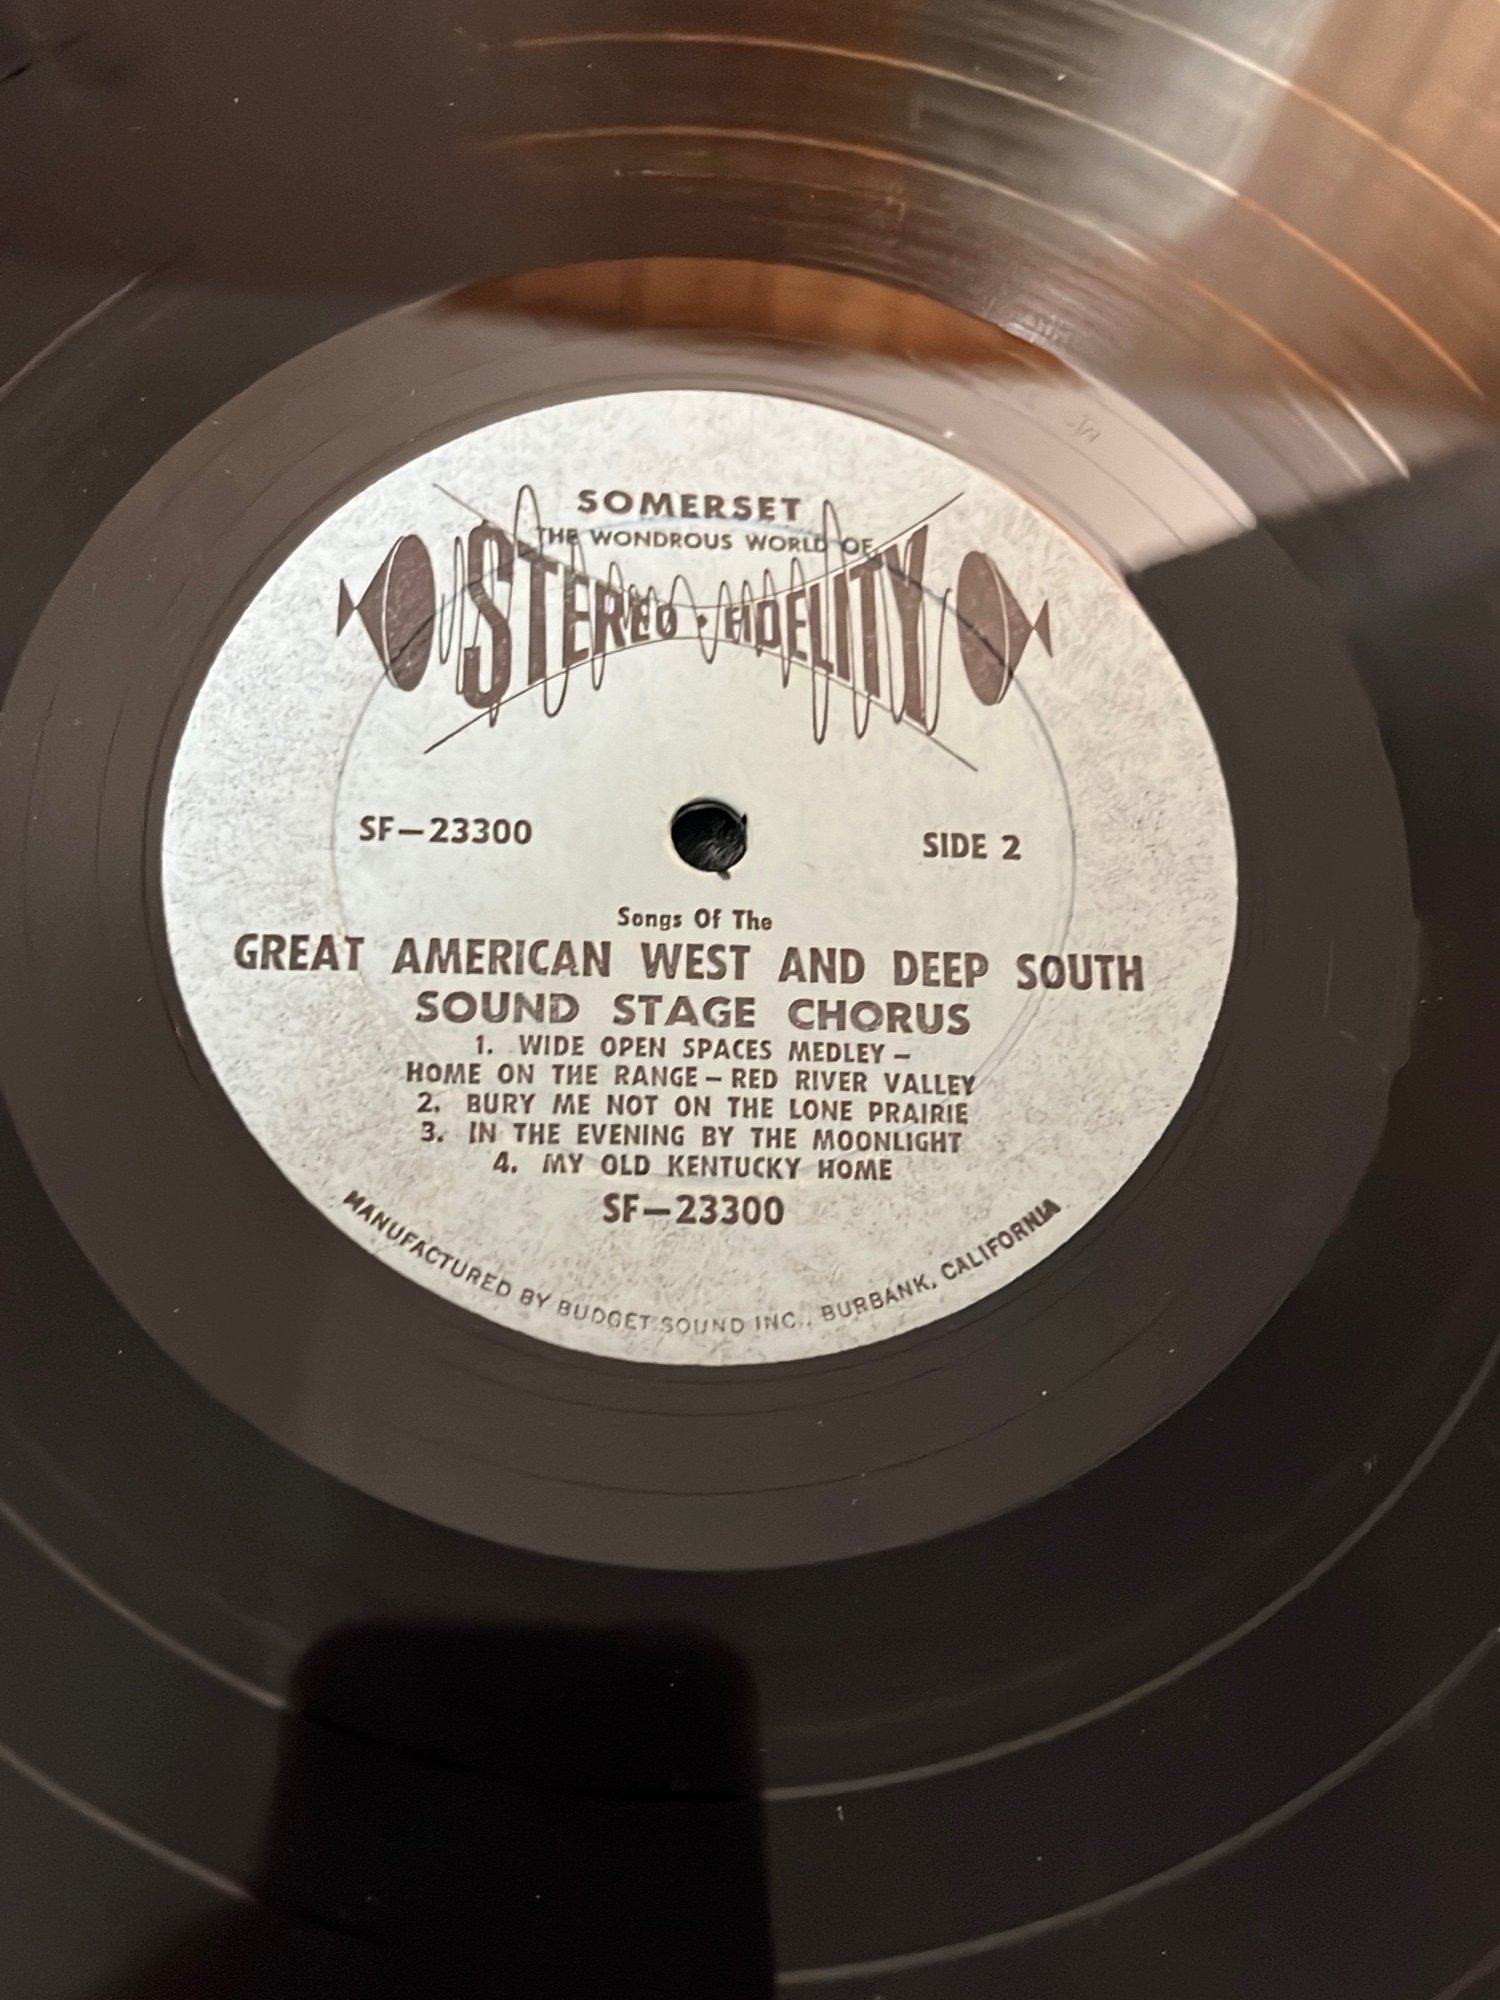 SOMERSET
THE WONDROUS WORLD OF
STEREO · FIDELITY
SF—23300
SIDE 2
Songs Of The
GREAT AMERICAN WEST AND DEEP SOUTH
SOUND STAGE CHORUS
1. WIDE OPEN SPACES MEDLEY —
HOME ON THE RANGE — RED RIVER VALLEY
2. BURY ME NOT ON THE LONE PRAIRIE
3. IN THE EVENING BY THE MOONLIGHT
4. MY OLD KENTUCKY HOME
SF—23300
MANUFACTURED BY BUDGET SOUND INC., BURBANK, CALIFORNIA